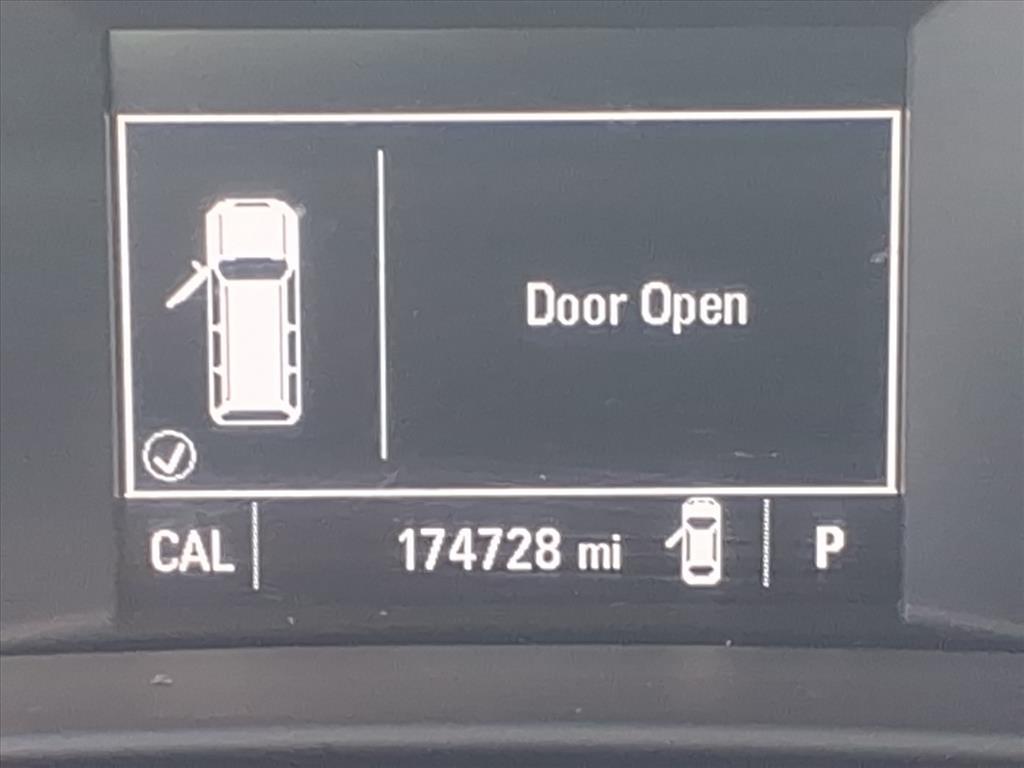 Door Open
CAL 174728 mi P